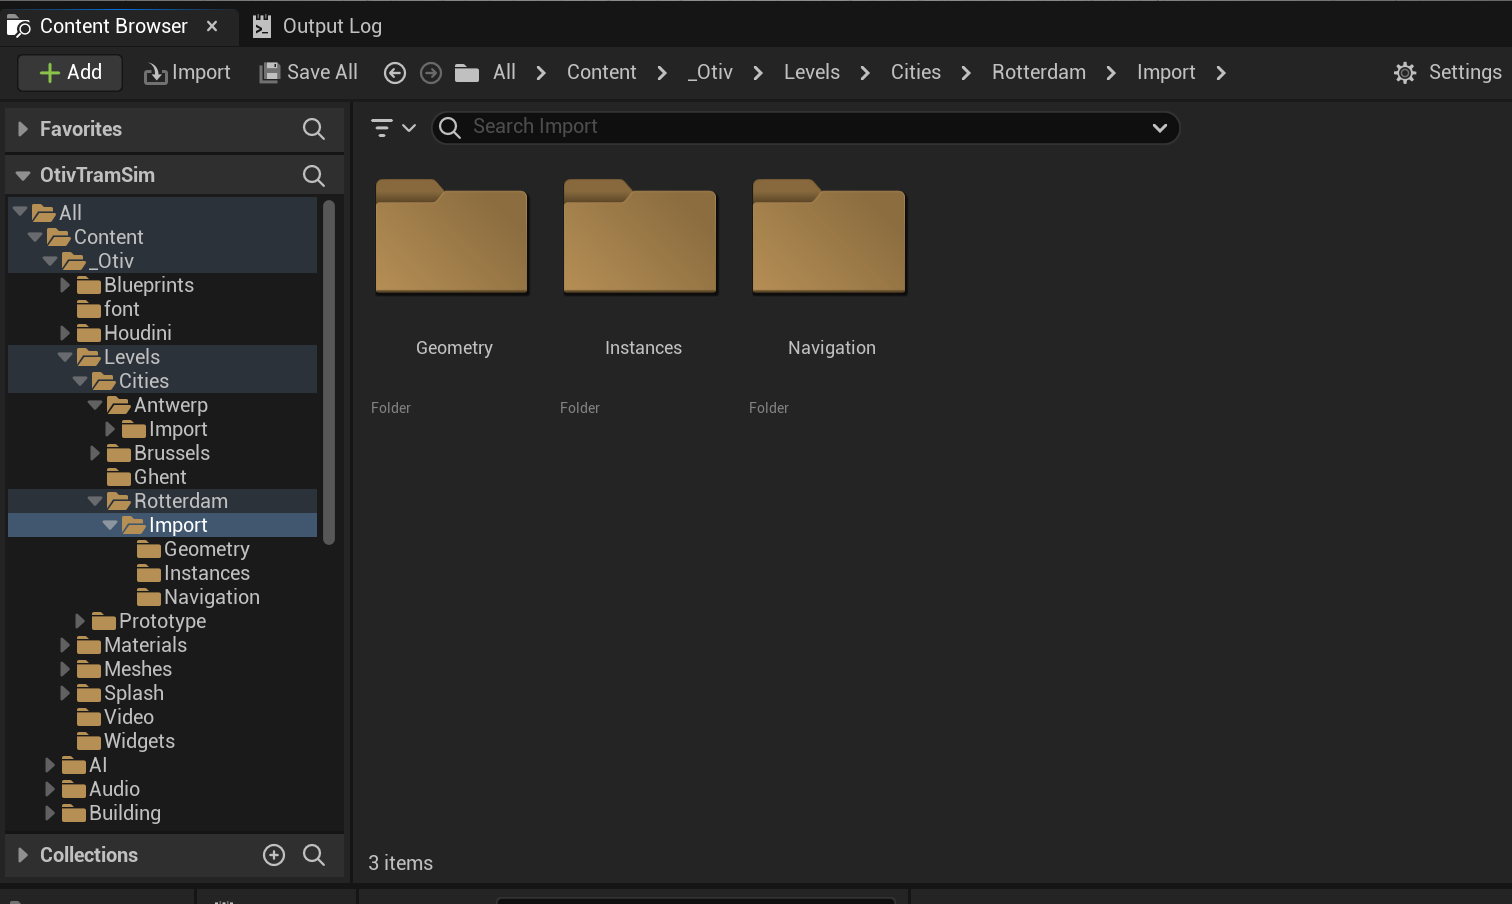 Content Browser × Output Log
Add Import Save All All Content _Otiv Levels Cities Rotterdam Import Settings
Favorites
Search Import
OtivTramSim
All
Content
_Otiv
Blueprints
font
Houdini
Levels
Cities
Antwerp
Import
Brussels
Ghent
Rotterdam
Import
Geometry
Instances
Navigation
Prototype
Materials
Meshes
Splash
Video
Widgets
AI
Audio
Building
Collections
Geometry Instances Navigation
Folder Folder Folder
3 items